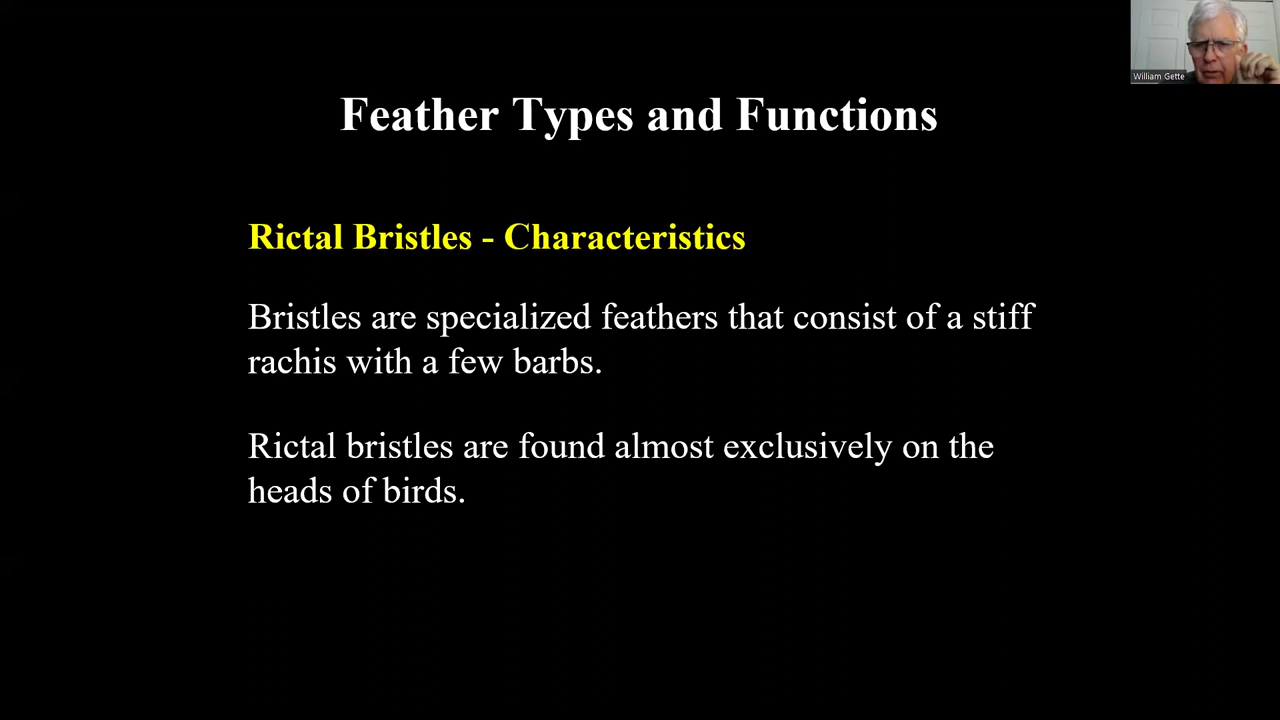 William Gette
Feather Types and Functions
Rictal Bristles - Characteristics
Bristles are specialized feathers that consist of a stiff
rachis with a few barbs.
Rictal bristles are found almost exclusively on the
heads of birds.